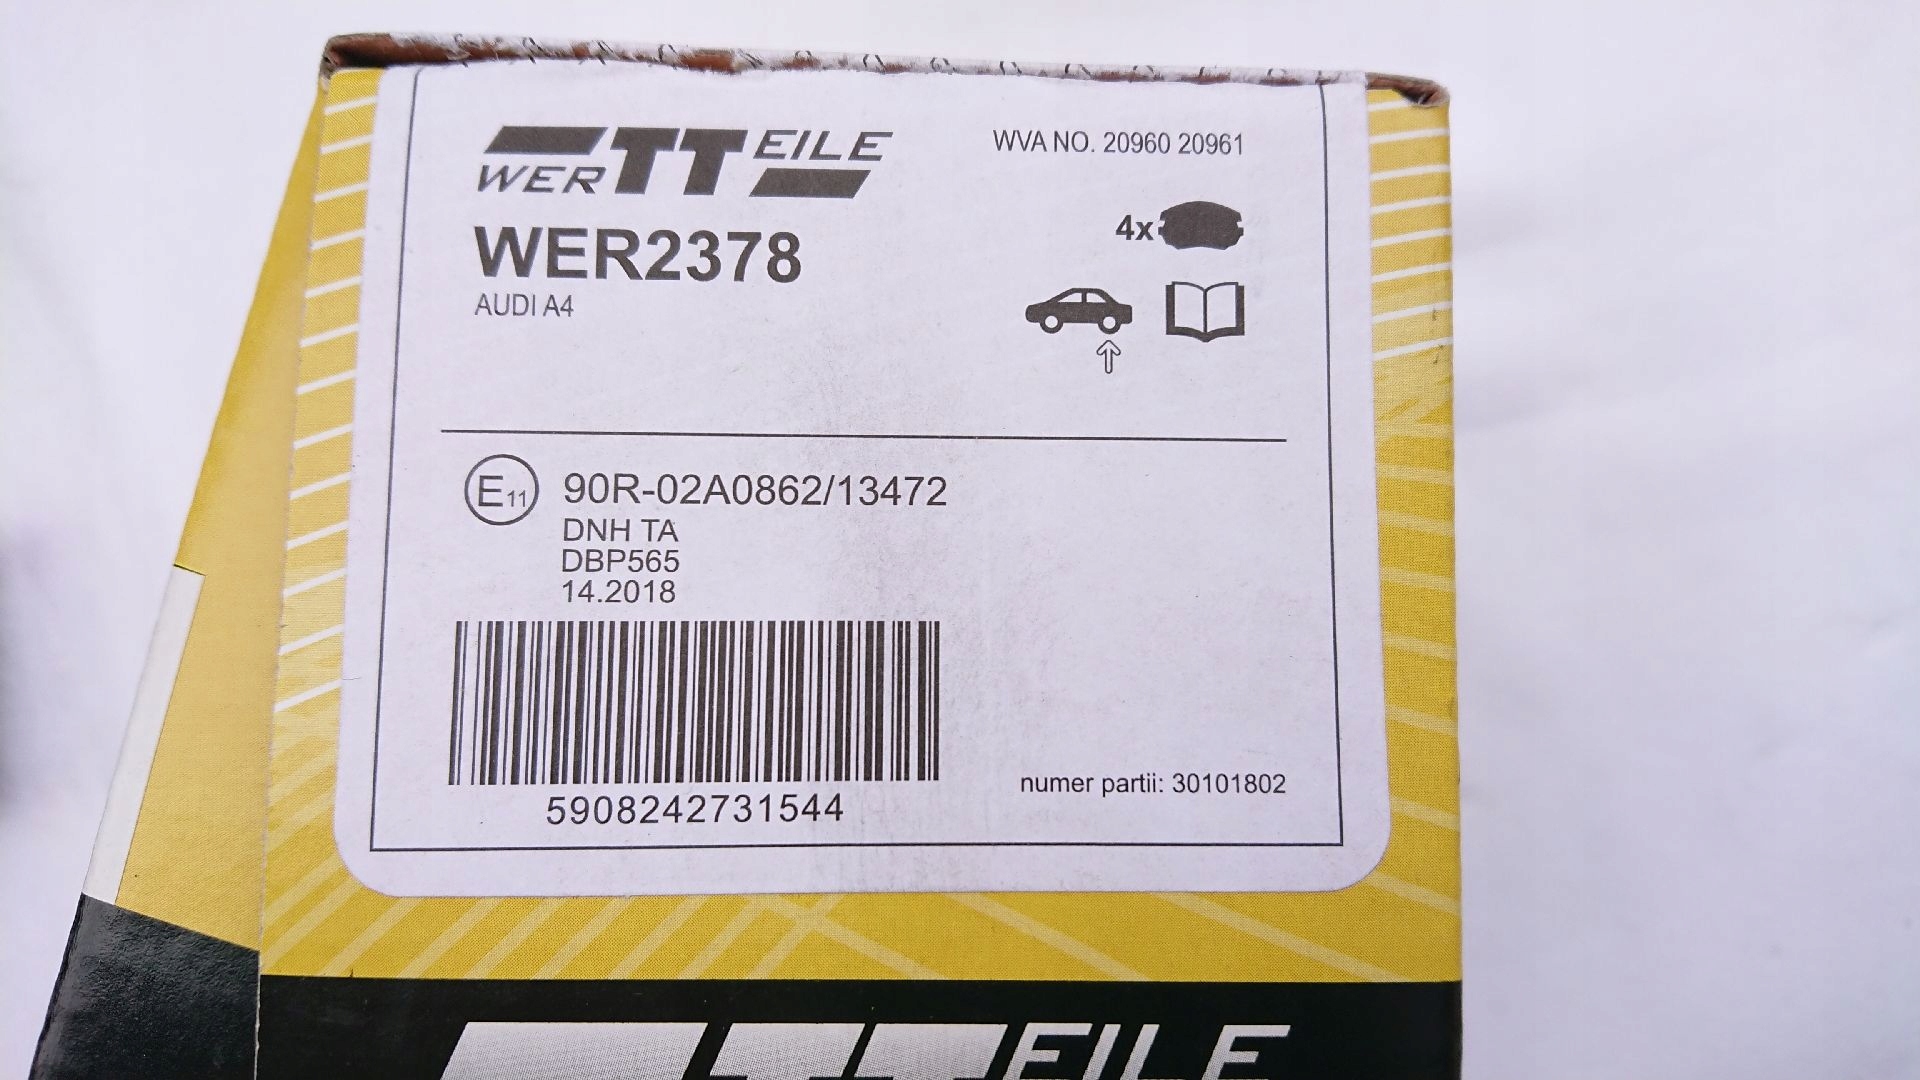 WERTTEILE
WVA NO. 20960 20961
WER2378
4x
AUDI A4
E11 90R-02A0862/13472
DNH TA
DBP565
14.2018
5908242731544
numer partii: 30101802
TTEILE